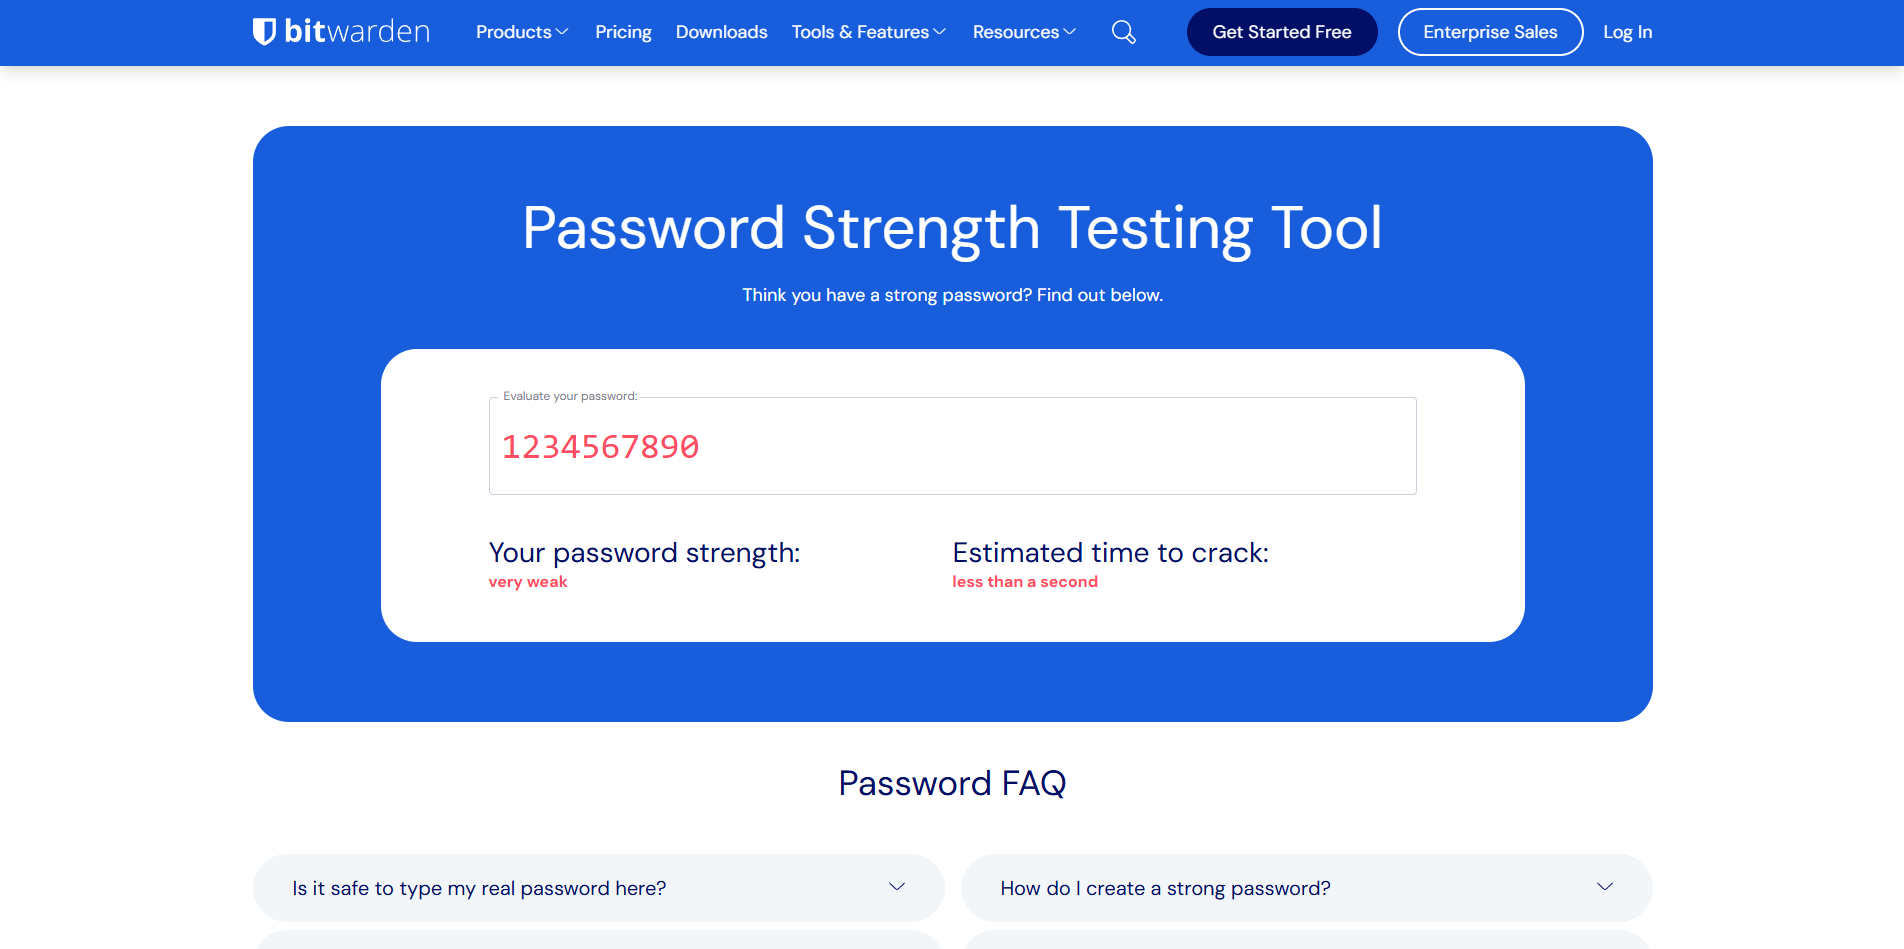 bitwarden Products Pricing Downloads Tools & Features Resources Get Started Free Enterprise Sales Log In
Password Strength Testing Tool
Think you have a strong password? Find out below.
Evaluate your password:
1234567890
Your password strength:
very weak
Estimated time to crack:
less than a second
Password FAQ
Is it safe to type my real password here?
How do I create a strong password?